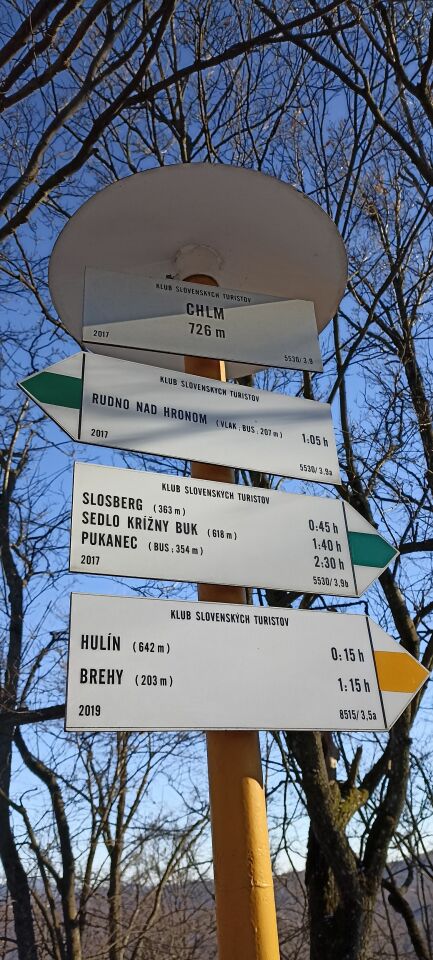 KLUB SLOVENSKÝCH TURISTOV
CHLM
726 m
2017 5530/3,9
KLUB SLOVENSKÝCH TURISTOV
RUDNO NAD HRONOM (VLAK; BUS; 207 m) 1:05 h
2017 5530/3,9a
KLUB SLOVENSKÝCH TURISTOV
SLOSBERG (363 m) 0:45 h
SEDLO KRÍŽNY BUK (618 m) 1:40 h
PUKANEC (BUS; 354 m) 2:30 h
2017 5530/3,9b
KLUB SLOVENSKÝCH TURISTOV
HULÍN (642 m) 0:15 h
BREHY (203 m) 1:15 h
2019 8515/3,5a